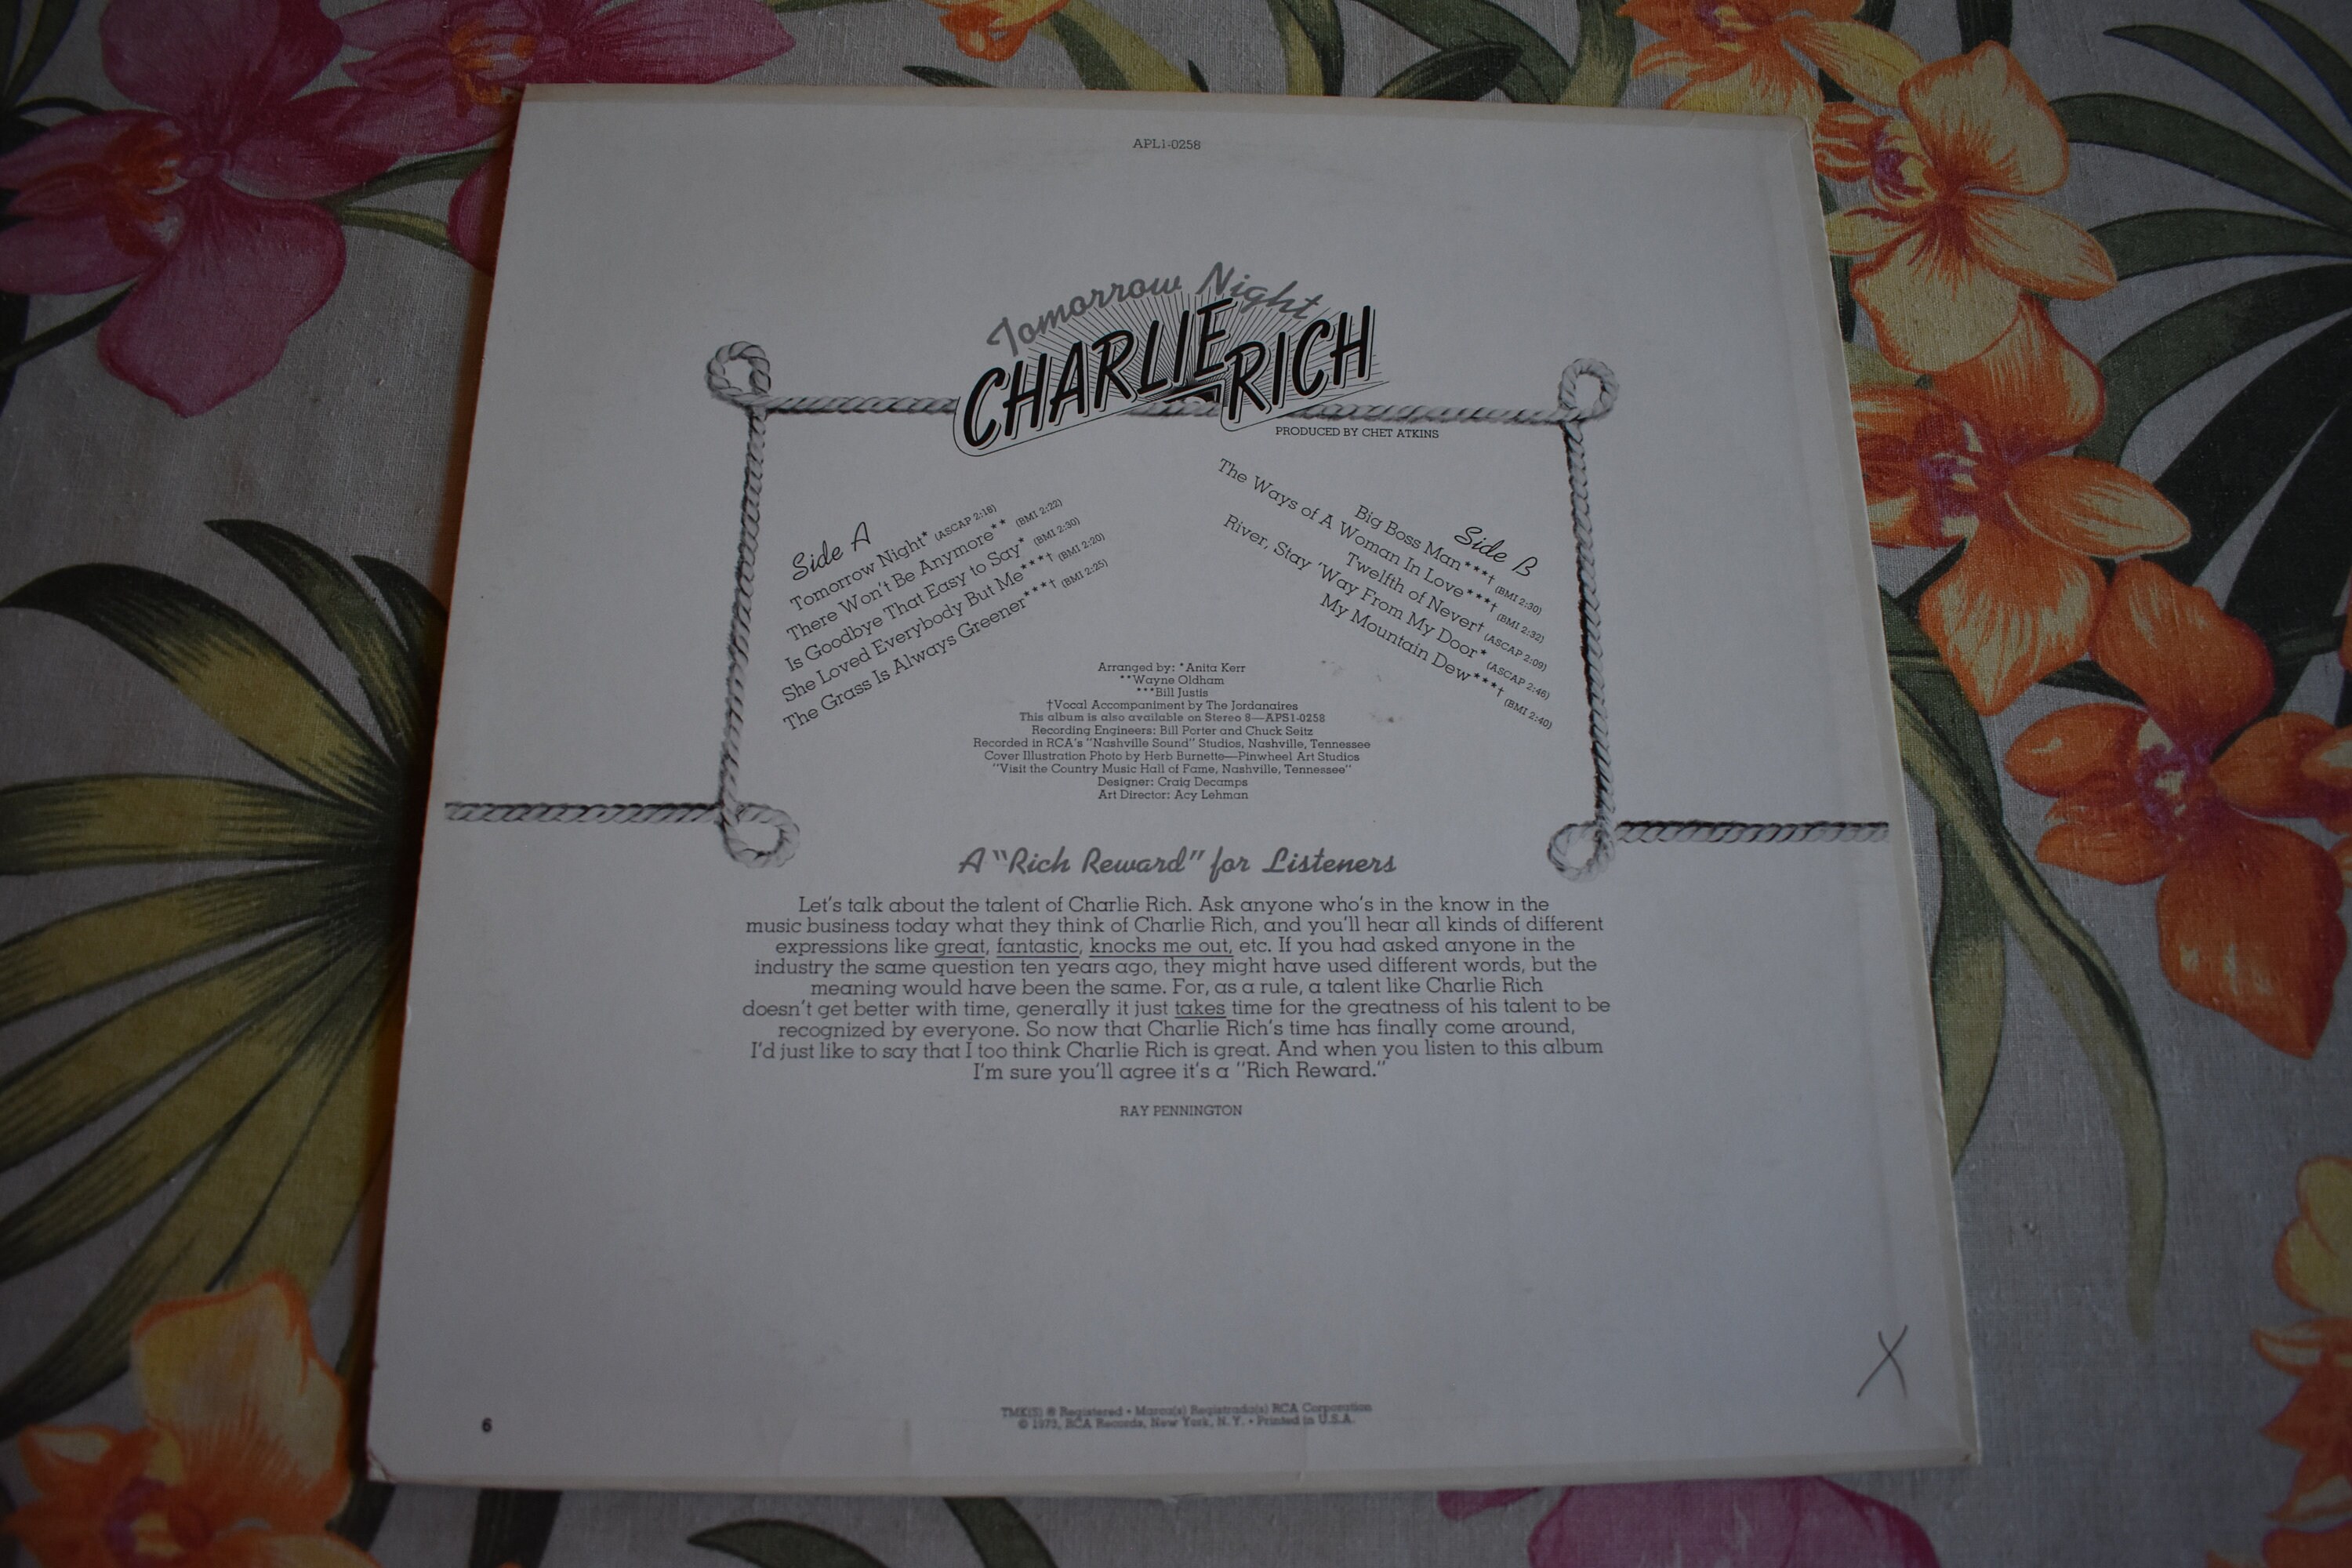 APL1-0258
Tomorrow Night
CHARLIE RICH
PRODUCED BY CHET ATKINS
Side A
Tomorrow Night* (ASCAP 2:18)
There Won't Be Anymore** (BMI 2:22)
Is Goodbye That Easy to Say* (BMI 2:30)
She Loved Everybody But Me***† (BMI 2:20)
The Grass Is Always Greener***† (BMI 2:25)
Side B
Big Boss Man***† (BMI 2:30)
The Ways of A Woman In Love***† (BMI 2:32)
Twelfth of Never† (ASCAP 2:09)
River, Stay 'Way From My Door* (ASCAP 2:46)
My Mountain Dew***† (BMI 2:40)
Arranged by: *Anita Kerr
**Wayne Oldham
***Bill Justis
†Vocal Accompaniment by The Jordanaires
This album is also available on Stereo 8—APS1-0258
Recording Engineers: Bill Porter and Chuck Seitz
Recorded in RCA's "Nashville Sound" Studios, Nashville, Tennessee
Cover Illustration Photo by Herb Burnette—Pinwheel Art Studios
"Visit the Country Music Hall of Fame, Nashville, Tennessee"
Designer: Craig Decamps
Art Director: Acy Lehman
A "Rich Reward" for Listeners
Let's talk about the talent of Charlie Rich. Ask anyone who's in the know in the
music business today what they think of Charlie Rich, and you'll hear all kinds of different
expressions like great, fantastic, knocks me out, etc. If you had asked anyone in the
industry the same question ten years ago, they might have used different words, but the
meaning would have been the same. For, as a rule, a talent like Charlie Rich
doesn't get better with time, generally it just takes time for the greatness of his talent to be
recognized by everyone. So now that Charlie Rich's time has finally come around,
I'd just like to say that I too think Charlie Rich is great. And when you listen to this album
I'm sure you'll agree it's a "Rich Reward."
RAY PENNINGTON
X
TMK(S) ® Registered • Marca(s) Registrada(s) RCA Corporation
© 1973, RCA Records, New York, N.Y. • Printed in U.S.A.
6